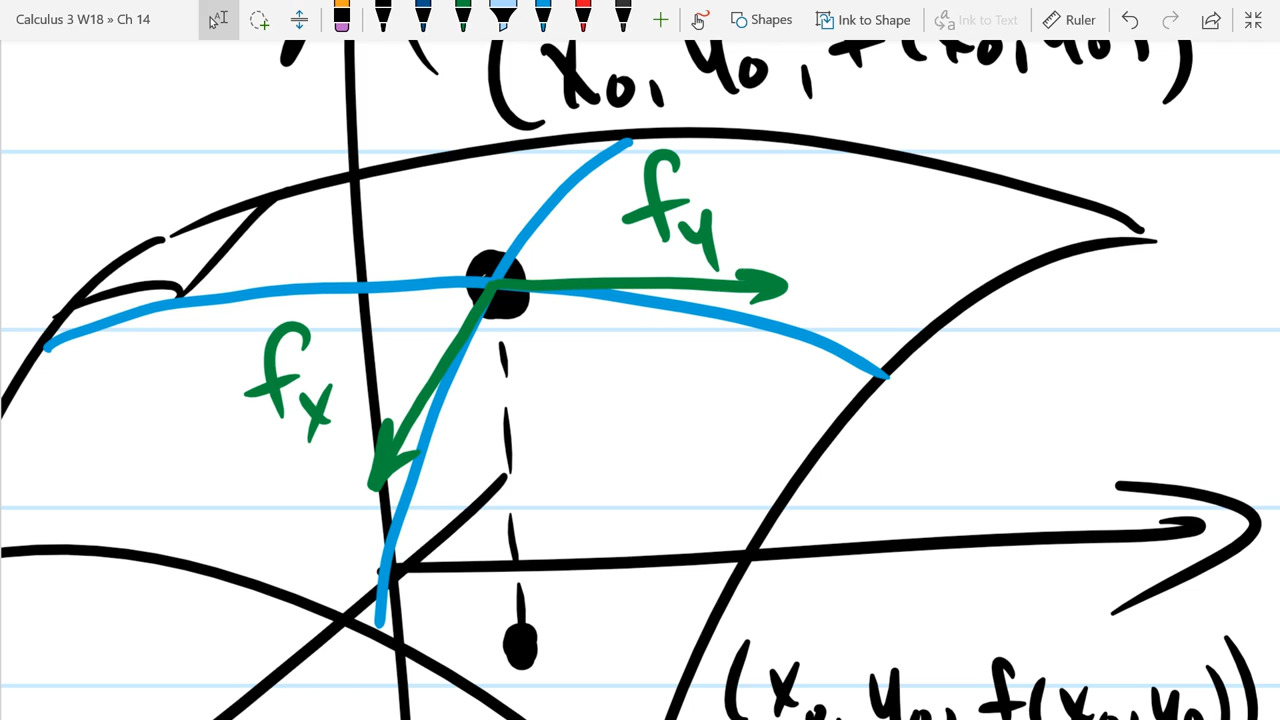 Calculus 3 W18 » Ch 14
Shapes
Ink to Shape
Ink to Text
Ruler
(x₀, y₀, f(x₀, y₀))
f_y
f_x
(x₀, y₀, f(x₀, y₀))